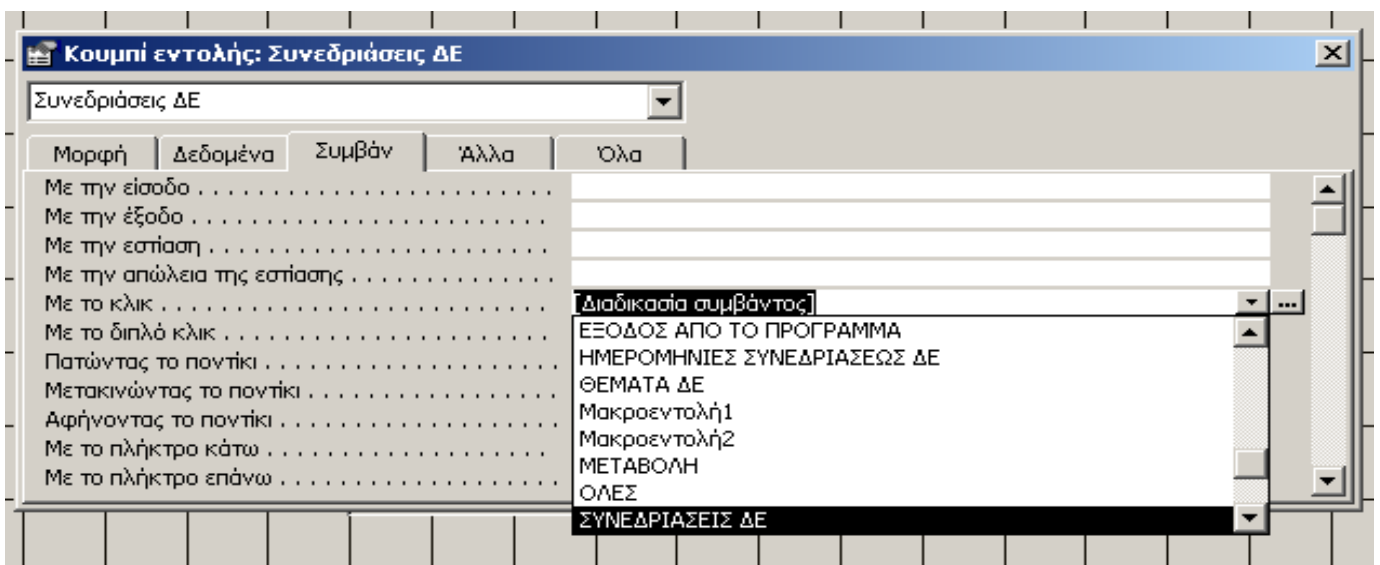 Κουμπί εντολής: Συνεδριάσεις ΔΕ
Συνεδριάσεις ΔΕ
Μορφή Δεδομένα Συμβάν Άλλα Όλα
Με την είσοδο . . . . . . . . . . . . . . . . . . . . . . . .
Με την έξοδο . . . . . . . . . . . . . . . . . . . . . . . .
Με την εστίαση . . . . . . . . . . . . . . . . . . . . . . .
Με την απώλεια της εστίασης . . . . . . . . . . . . . .
Με το κλικ . . . . . . . . . . . . . . . . . . . . . . . . . . [Διαδικασία συμβάντος] ...
Με το διπλό κλικ . . . . . . . . . . . . . . . . . . . . . .
Πατώντας το ποντίκι . . . . . . . . . . . . . . . . . . . .
Μετακινώντας το ποντίκι . . . . . . . . . . . . . . . . .
Αφήνοντας το ποντίκι . . . . . . . . . . . . . . . . . . .
Με το πλήκτρο κάτω . . . . . . . . . . . . . . . . . . .
Με το πλήκτρο επάνω . . . . . . . . . . . . . . . . . . .
ΕΞΟΔΟΣ ΑΠΟ ΤΟ ΠΡΟΓΡΑΜΜΑ
ΗΜΕΡΟΜΗΝΙΕΣ ΣΥΝΕΔΡΙΑΣΕΩΣ ΔΕ
ΘΕΜΑΤΑ ΔΕ
Μακροεντολή1
Μακροεντολή2
ΜΕΤΑΒΟΛΗ
ΟΛΕΣ
ΣΥΝΕΔΡΙΑΣΕΙΣ ΔΕ